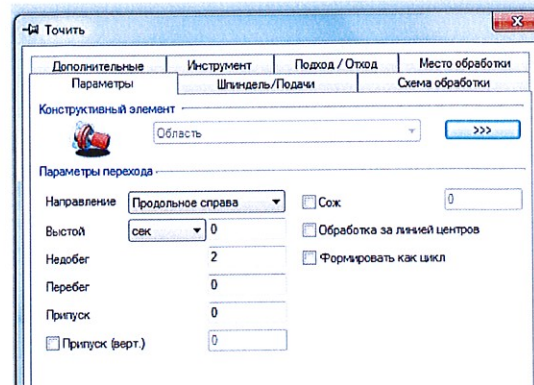 Точить
Дополнительные Инструмент Подход / Отход Место обработки
Параметры Шпиндель/Подачи Схема обработки
Конструктивный элемент
Область >>>
Параметры перехода
Направление Продольное справа Сож 0
Выстой сек 0 Обработка за линией центров
Недобег 2 Формировать как цикл
Перебег 0
Припуск 0
Припуск (верт.) 0